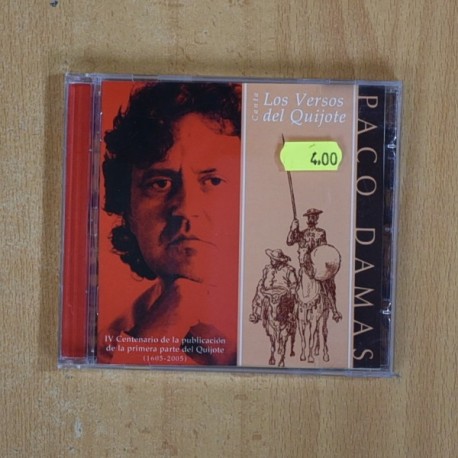 Canta
Los Versos
del Quijote
4.00
PACO DAMAS
IV Centenario de la publicación
de la primera parte del Quijote
(1605-2005)